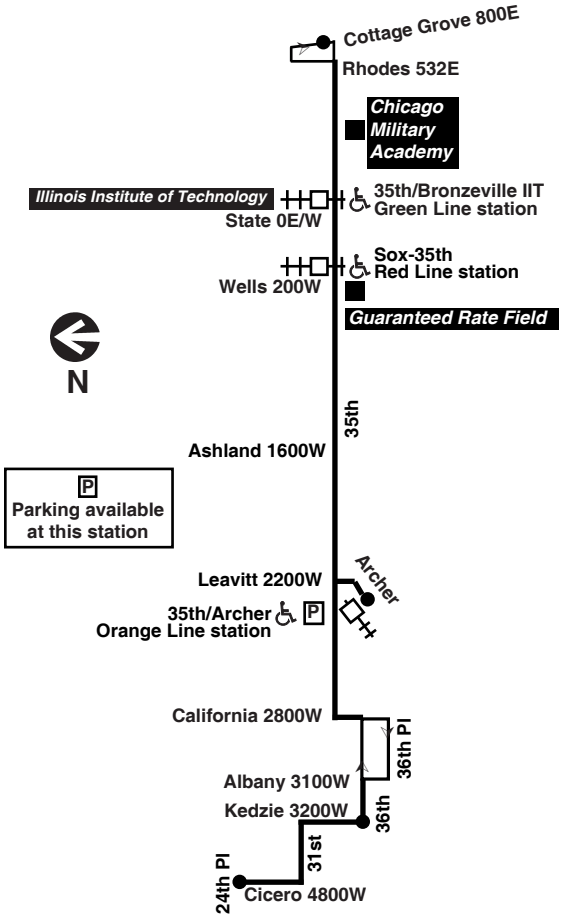 Cottage Grove 800E
Rhodes 532E
Chicago
Military
Academy
Illinois Institute of Technology
35th/Bronzeville IIT
Green Line station
State 0E/W
Sox-35th
Red Line station
Wells 200W
Guaranteed Rate Field
N
35th
Ashland 1600W
P
Parking available
at this station
Leavitt 2200W
Archer
35th/Archer
Orange Line station
P
California 2800W
36th Pl
Albany 3100W
Kedzie 3200W
36th
31st
24th Pl
Cicero 4800W